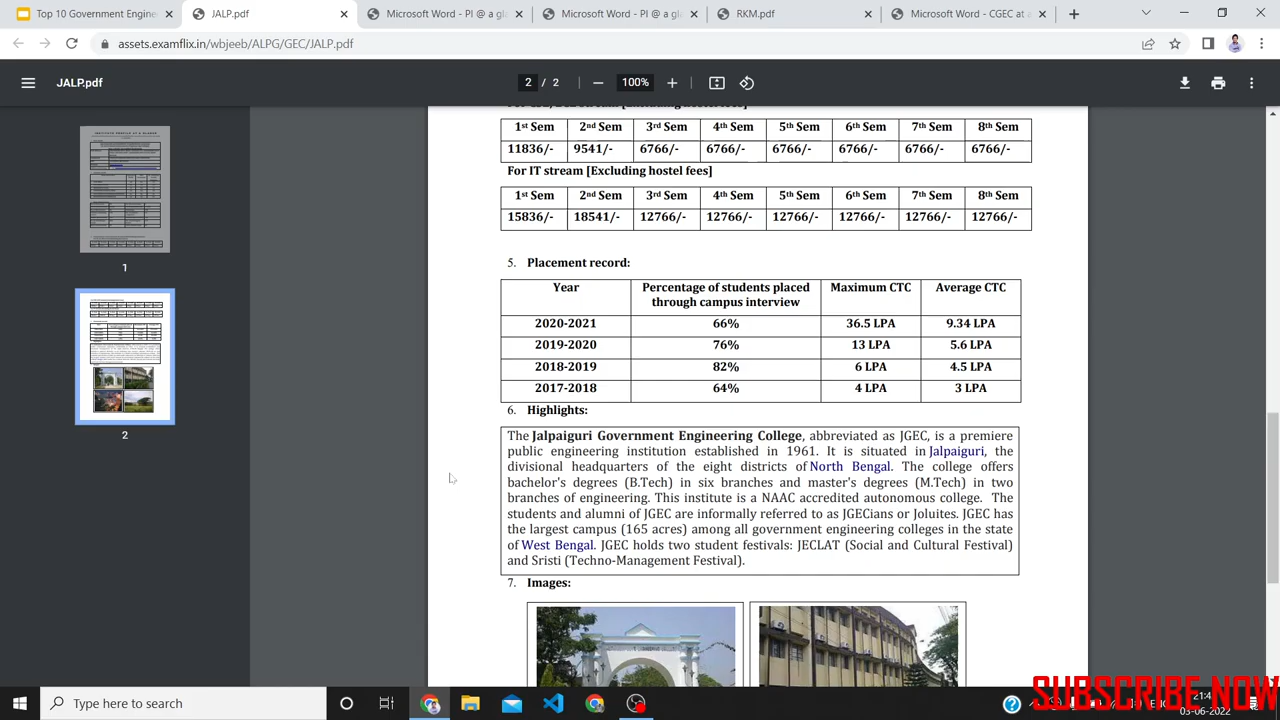 Top 10 Government Engine
JALP.pdf
Microsoft Word - PI @ a gl
Microsoft Word - PI @ a gl
RKM.pdf
Microsoft Word - CGEC at a
assets.examflix.in/wbjeeb/ALPG/GEC/JALP.pdf
JALP.pdf
2 / 2
100%
1st Sem 2nd Sem 3rd Sem 4th Sem 5th Sem 6th Sem 7th Sem 8th Sem
11836/- 9541/- 6766/- 6766/- 6766/- 6766/- 6766/- 6766/-
For IT stream [Excluding hostel fees]
1st Sem 2nd Sem 3rd Sem 4th Sem 5th Sem 6th Sem 7th Sem 8th Sem
15836/- 18541/- 12766/- 12766/- 12766/- 12766/- 12766/- 12766/-
5. Placement record:
Year Percentage of students placed Maximum CTC Average CTC
through campus interview
2020-2021 66% 36.5 LPA 9.34 LPA
2019-2020 76% 13 LPA 5.6 LPA
2018-2019 82% 6 LPA 4.5 LPA
2017-2018 64% 4 LPA 3 LPA
6. Highlights:
The Jalpaiguri Government Engineering College, abbreviated as JGEC, is a premiere
public engineering institution established in 1961. It is situated in Jalpaiguri, the
divisional headquarters of the eight districts of North Bengal. The college offers
bachelor's degrees (B.Tech) in six branches and master's degrees (M.Tech) in two
branches of engineering. This institute is a NAAC accredited autonomous college. The
students and alumni of JGEC are informally referred to as JGECians or Joluites. JGEC has
the largest campus (165 acres) among all government engineering colleges in the state
of West Bengal. JGEC holds two student festivals: JECLAT (Social and Cultural Festival)
and Sristi (Techno-Management Festival).
7. Images:
1
2
Type here to search
SUBSCRIBE NOW
03-06-2022